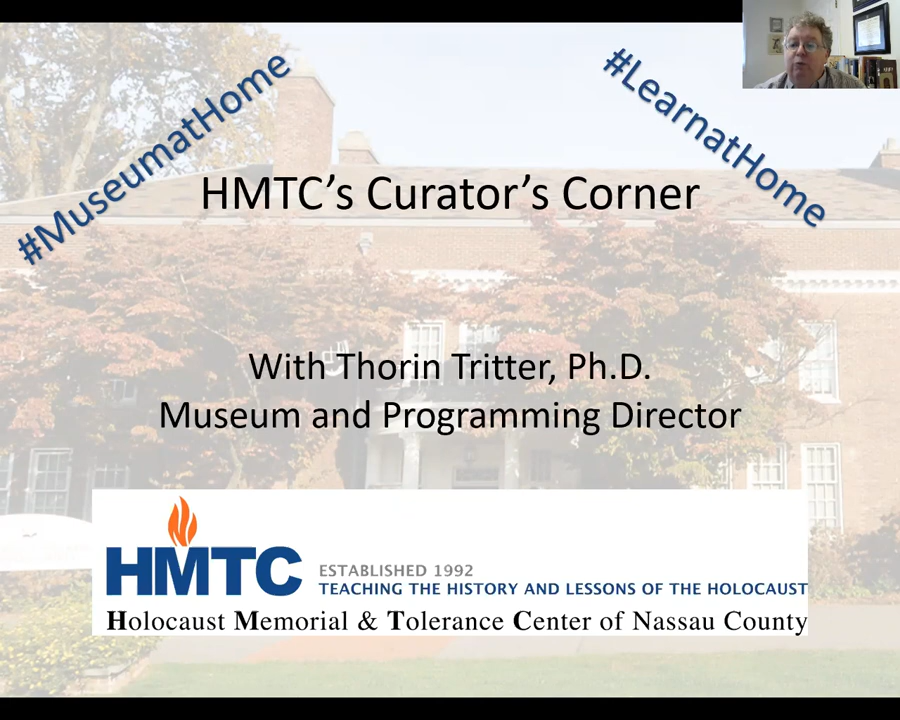 #MuseumatHome
#LearnatHome
HMTC’s Curator’s Corner
With Thorin Tritter, Ph.D.
Museum and Programming Director
HMTC
ESTABLISHED 1992
TEACHING THE HISTORY AND LESSONS OF THE HOLOCAUST
Holocaust Memorial & Tolerance Center of Nassau County